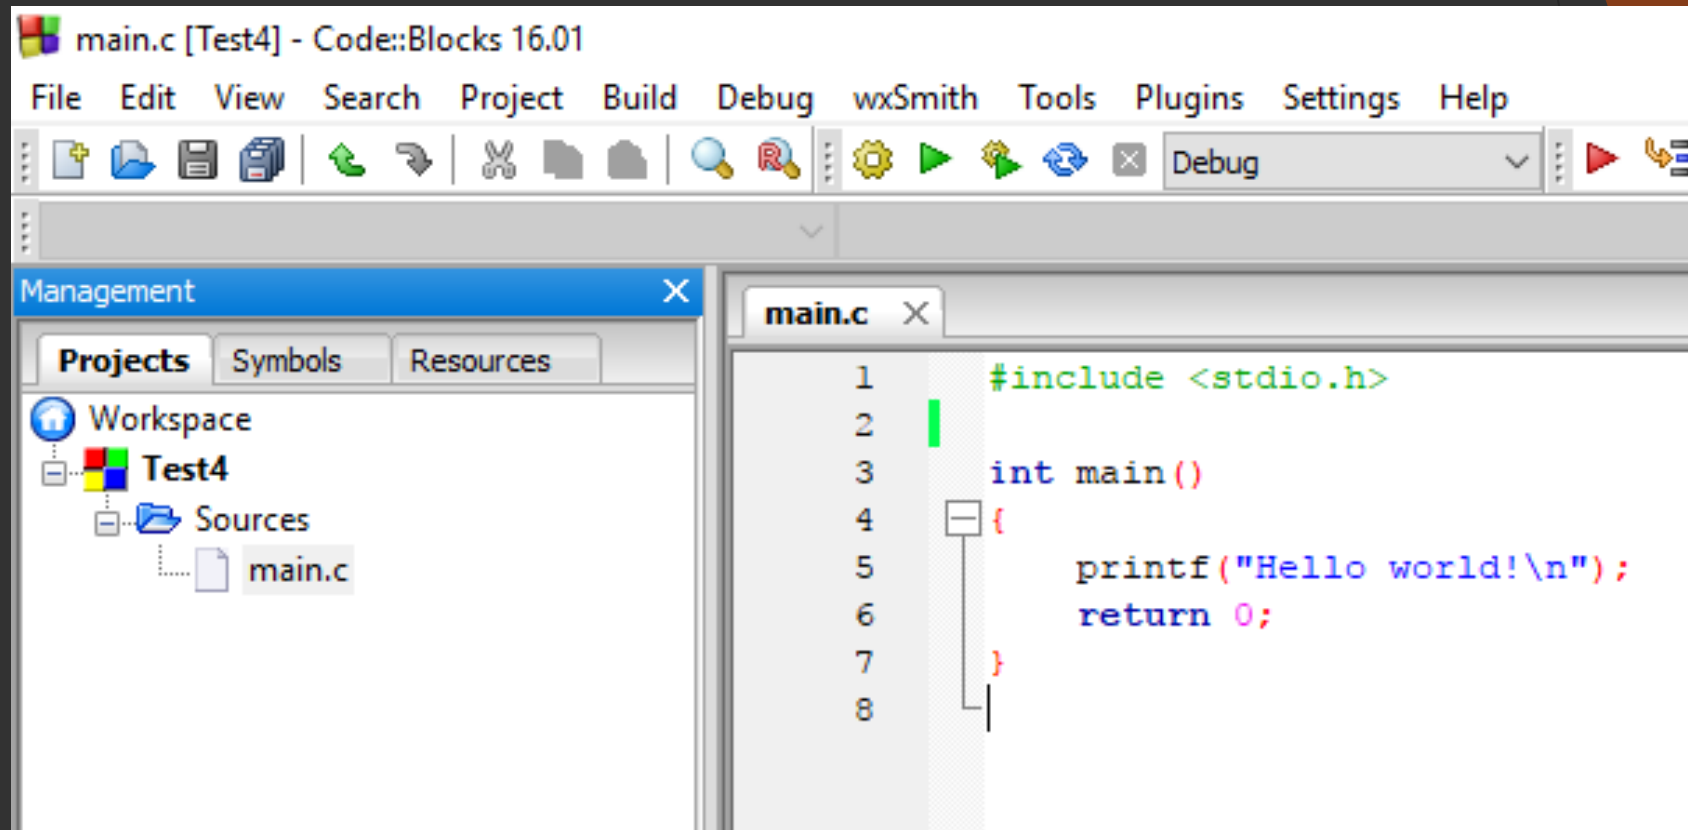 main.c [Test4] - Code::Blocks 16.01
File Edit View Search Project Build Debug wxSmith Tools Plugins Settings Help
Debug
Management
Projects Symbols Resources
Workspace
Test4
Sources
main.c
main.c
1 #include <stdio.h>
2
3 int main()
4 {
5     printf("Hello world!\n");
6     return 0;
7 }
8